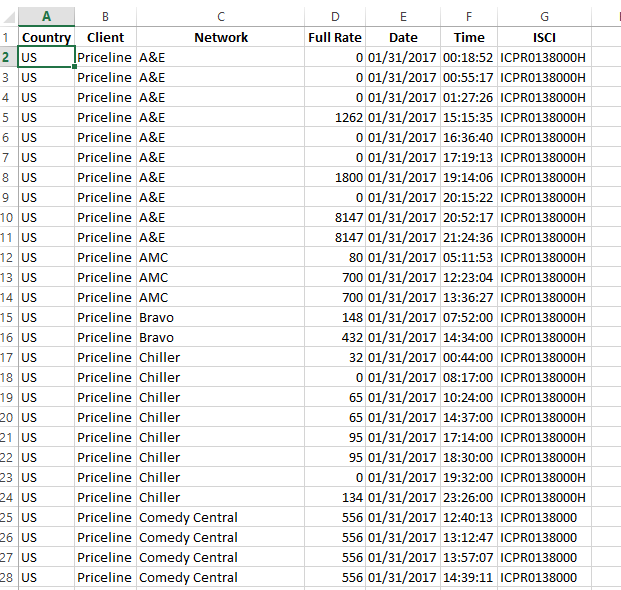 A B C D E F G
1 Country Client Network Full Rate Date Time ISCI
2 US Priceline A&E 0 01/31/2017 00:18:52 ICPR0138000H
3 US Priceline A&E 0 01/31/2017 00:55:17 ICPR0138000H
4 US Priceline A&E 0 01/31/2017 01:27:26 ICPR0138000H
5 US Priceline A&E 1262 01/31/2017 15:15:35 ICPR0138000H
6 US Priceline A&E 0 01/31/2017 16:36:40 ICPR0138000H
7 US Priceline A&E 0 01/31/2017 17:19:13 ICPR0138000H
8 US Priceline A&E 1800 01/31/2017 19:14:06 ICPR0138000H
9 US Priceline A&E 0 01/31/2017 20:15:22 ICPR0138000H
10 US Priceline A&E 8147 01/31/2017 20:52:17 ICPR0138000H
11 US Priceline A&E 8147 01/31/2017 21:24:36 ICPR0138000H
12 US Priceline AMC 80 01/31/2017 05:11:53 ICPR0138000H
13 US Priceline AMC 700 01/31/2017 12:23:04 ICPR0138000H
14 US Priceline AMC 700 01/31/2017 13:36:27 ICPR0138000H
15 US Priceline Bravo 148 01/31/2017 07:52:00 ICPR0138000H
16 US Priceline Bravo 432 01/31/2017 14:34:00 ICPR0138000H
17 US Priceline Chiller 32 01/31/2017 00:44:00 ICPR0138000H
18 US Priceline Chiller 0 01/31/2017 08:17:00 ICPR0138000H
19 US Priceline Chiller 65 01/31/2017 10:24:00 ICPR0138000H
20 US Priceline Chiller 65 01/31/2017 14:37:00 ICPR0138000H
21 US Priceline Chiller 95 01/31/2017 17:14:00 ICPR0138000H
22 US Priceline Chiller 95 01/31/2017 18:30:00 ICPR0138000H
23 US Priceline Chiller 0 01/31/2017 19:32:00 ICPR0138000H
24 US Priceline Chiller 134 01/31/2017 23:26:00 ICPR0138000H
25 US Priceline Comedy Central 556 01/31/2017 12:40:13 ICPR0138000
26 US Priceline Comedy Central 556 01/31/2017 13:12:47 ICPR0138000
27 US Priceline Comedy Central 556 01/31/2017 13:57:07 ICPR0138000
28 US Priceline Comedy Central 556 01/31/2017 14:39:11 ICPR0138000